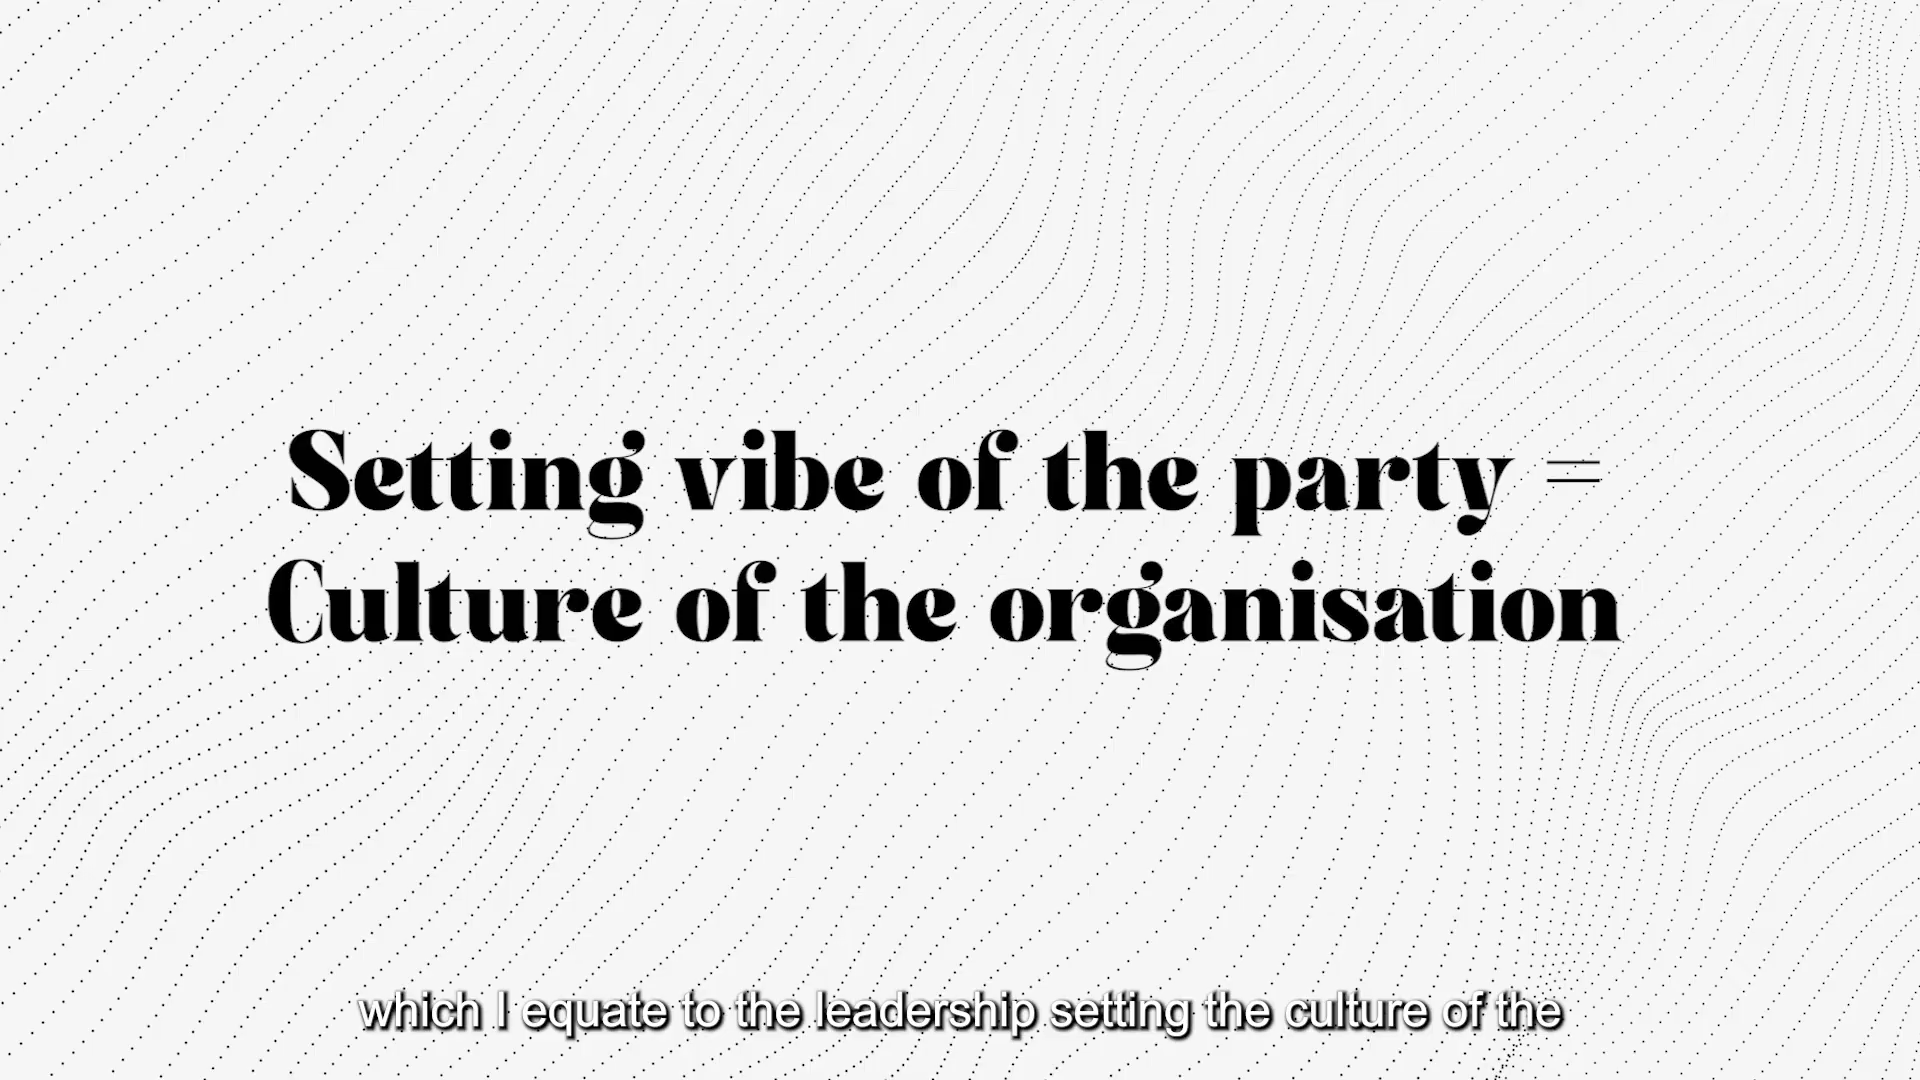 Setting vibe of the party =
Culture of the organisation
which I equate to the leadership setting the culture of the